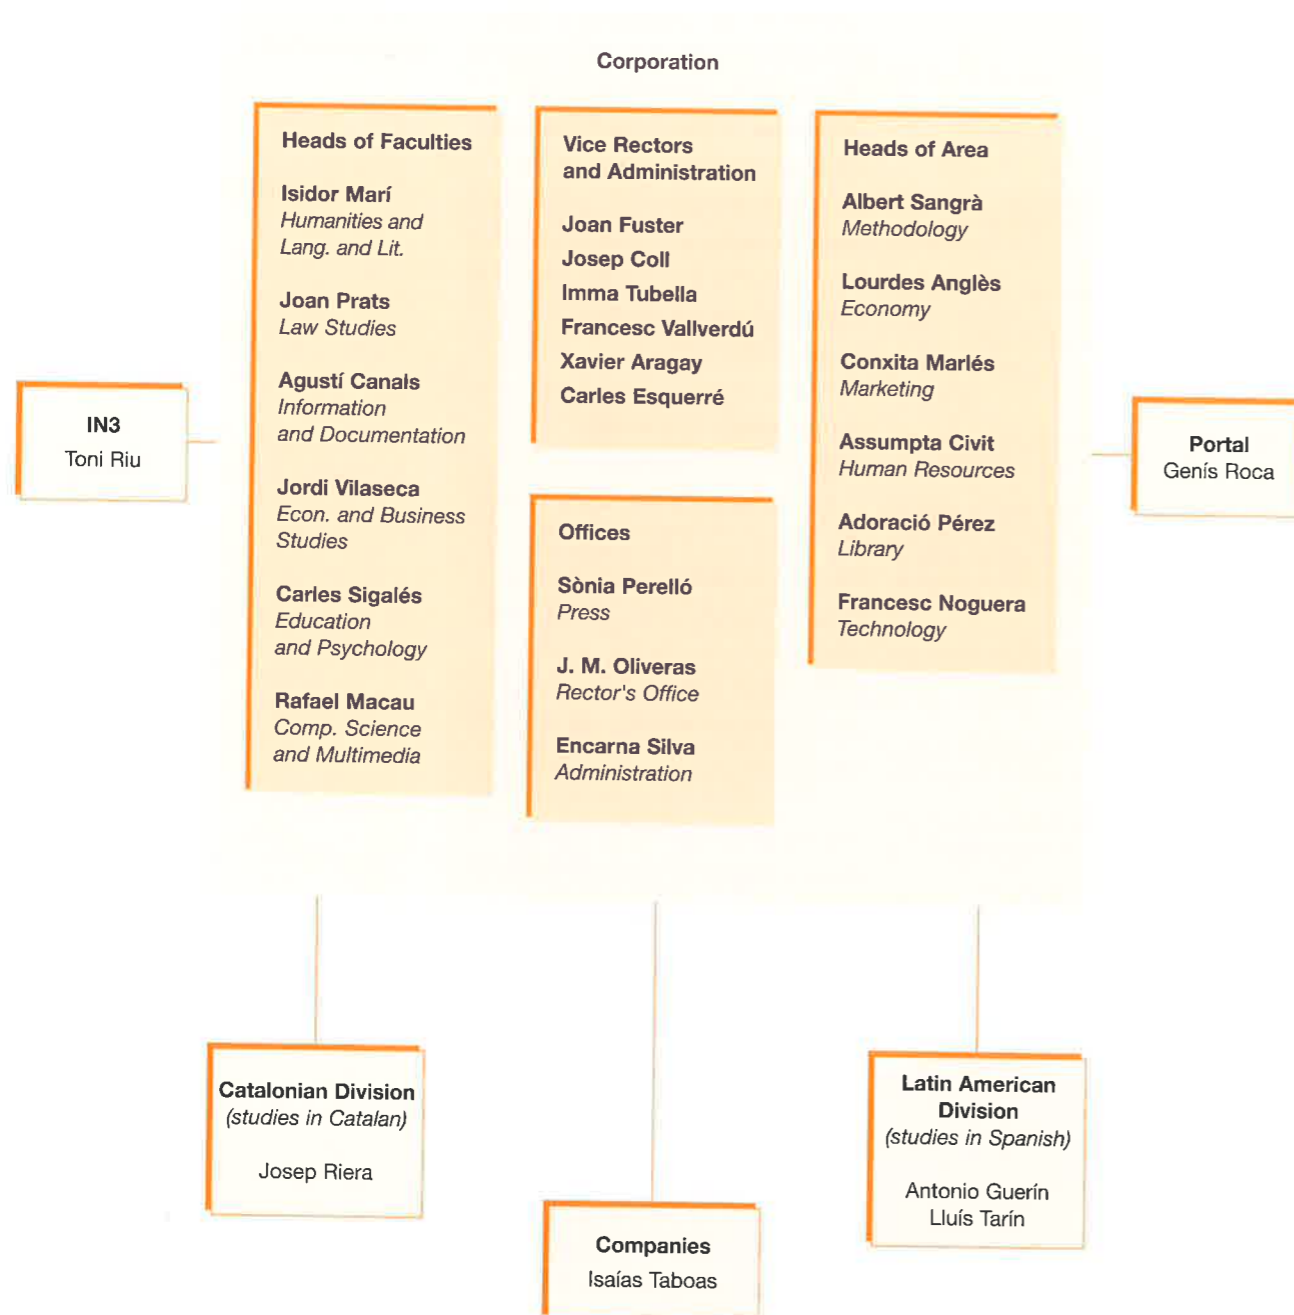 Corporation
Heads of Faculties
Isidor Marí
Humanities and
Lang. and Lit.
Joan Prats
Law Studies
Agustí Canals
Information
and Documentation
Jordi Vilaseca
Econ. and Business
Studies
Carles Sigalés
Education
and Psychology
Rafael Macau
Comp. Science
and Multimedia
Vice Rectors
and Administration
Joan Fuster
Josep Coll
Imma Tubella
Francesc Vallverdú
Xavier Aragay
Carles Esquerré
Offices
Sònia Perelló
Press
J. M. Oliveras
Rector's Office
Encarna Silva
Administration
Heads of Area
Albert Sangrà
Methodology
Lourdes Anglès
Economy
Conxita Marlés
Marketing
Assumpta Civit
Human Resources
Adoració Pérez
Library
Francesc Noguera
Technology
IN3
Toni Riu
Portal
Genís Roca
Catalonian Division
(studies in Catalan)
Josep Riera
Companies
Isaías Taboas
Latin American
Division
(studies in Spanish)
Antonio Guerín
Lluís Tarín